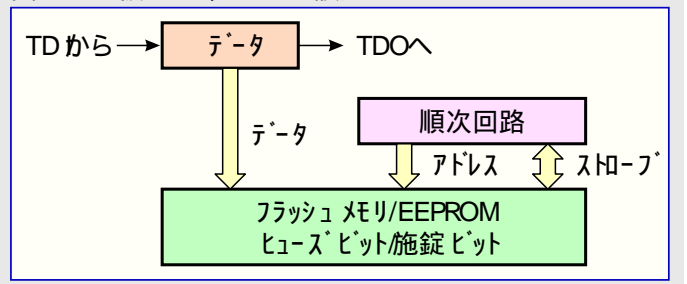 TDIから
ﾃﾞｰﾀ
TDOへ
ﾃﾞｰﾀ
順次回路
ｱﾄﾞﾚｽ
ｽﾄﾛｰﾌﾞ
ﾌﾗｯｼｭ ﾒﾓﾘ/EEPROM
ﾋｭｰｽﾞ ﾋﾞｯﾄ/施錠ﾋﾞｯﾄ